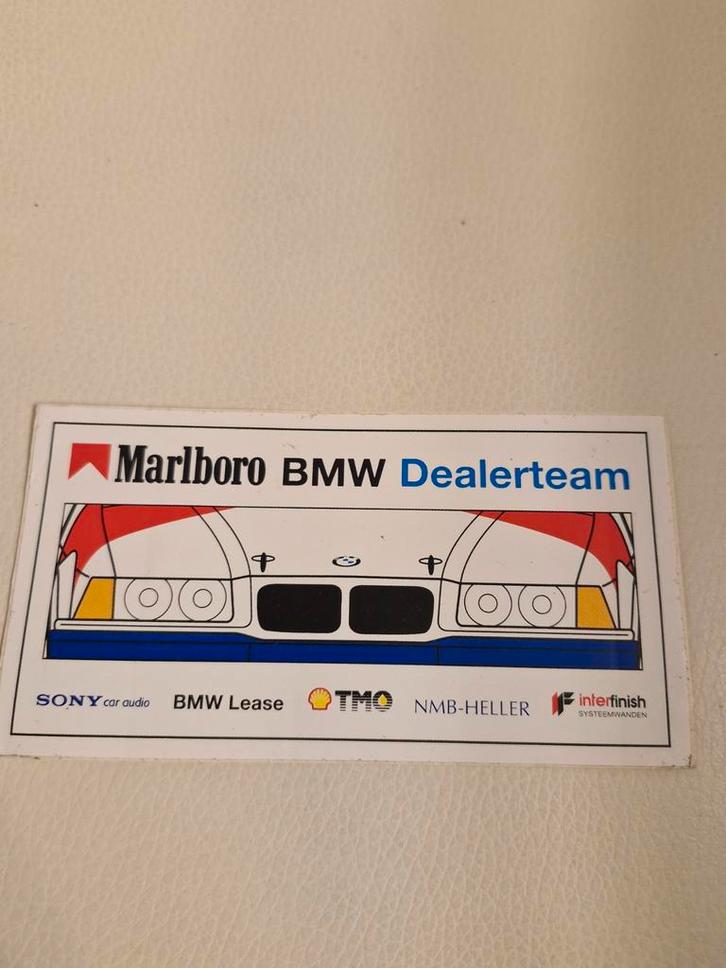 Marlboro BMW Dealerteam
SONY car audio BMW Lease TMO NMB-HELLER interfinish
SYSTEEMWANDEN